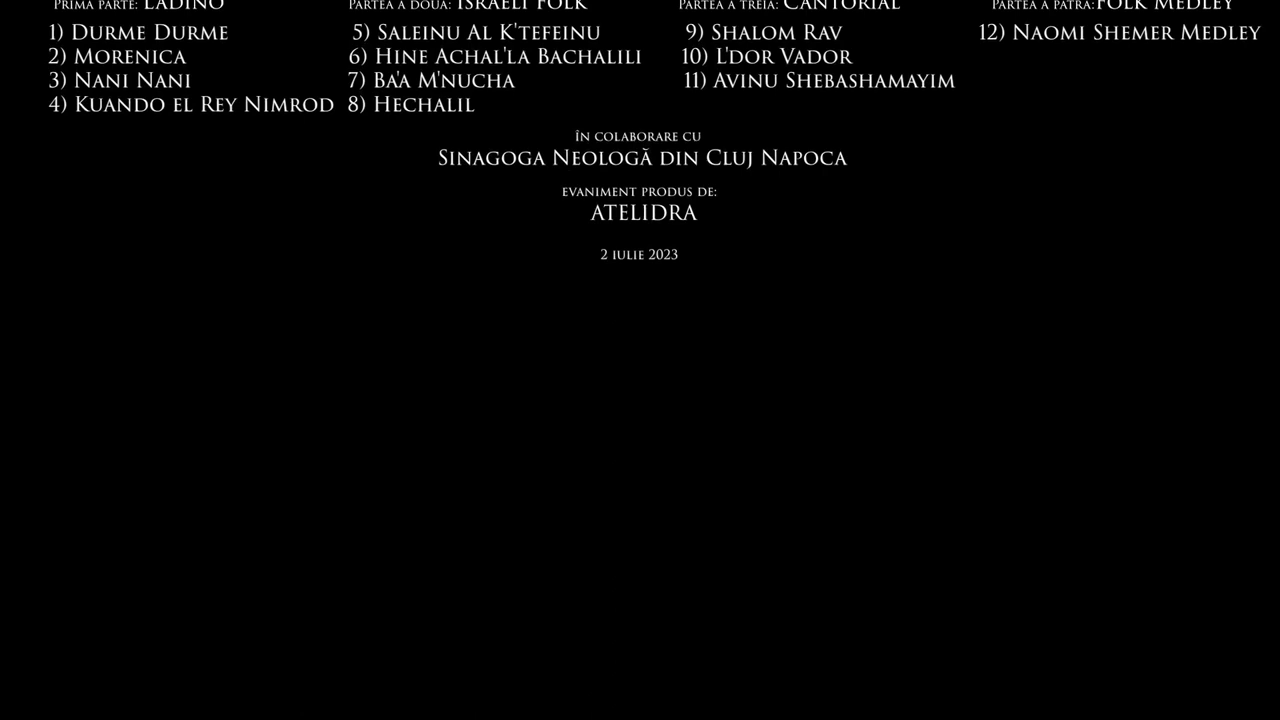 Prima parte: Ladino
1) Durme Durme
2) Morenica
3) Nani Nani
4) Kuando el Rey Nimrod
Partea a doua: Israeli Folk
5) Saleinu Al K'tefeinu
6) Hine Achal'la Bachalili
7) Ba'a M'nucha
8) Hechalil
Partea a treia: Cantorial
9) Shalom Rav
10) L'dor Vador
11) Avinu Shebashamayim
Partea a patra: Folk Medley
12) Naomi Shemer Medley
în colaborare cu
Sinagoga Neologă din Cluj Napoca
evaniment produs de:
ATELIDRA
2 iulie 2023